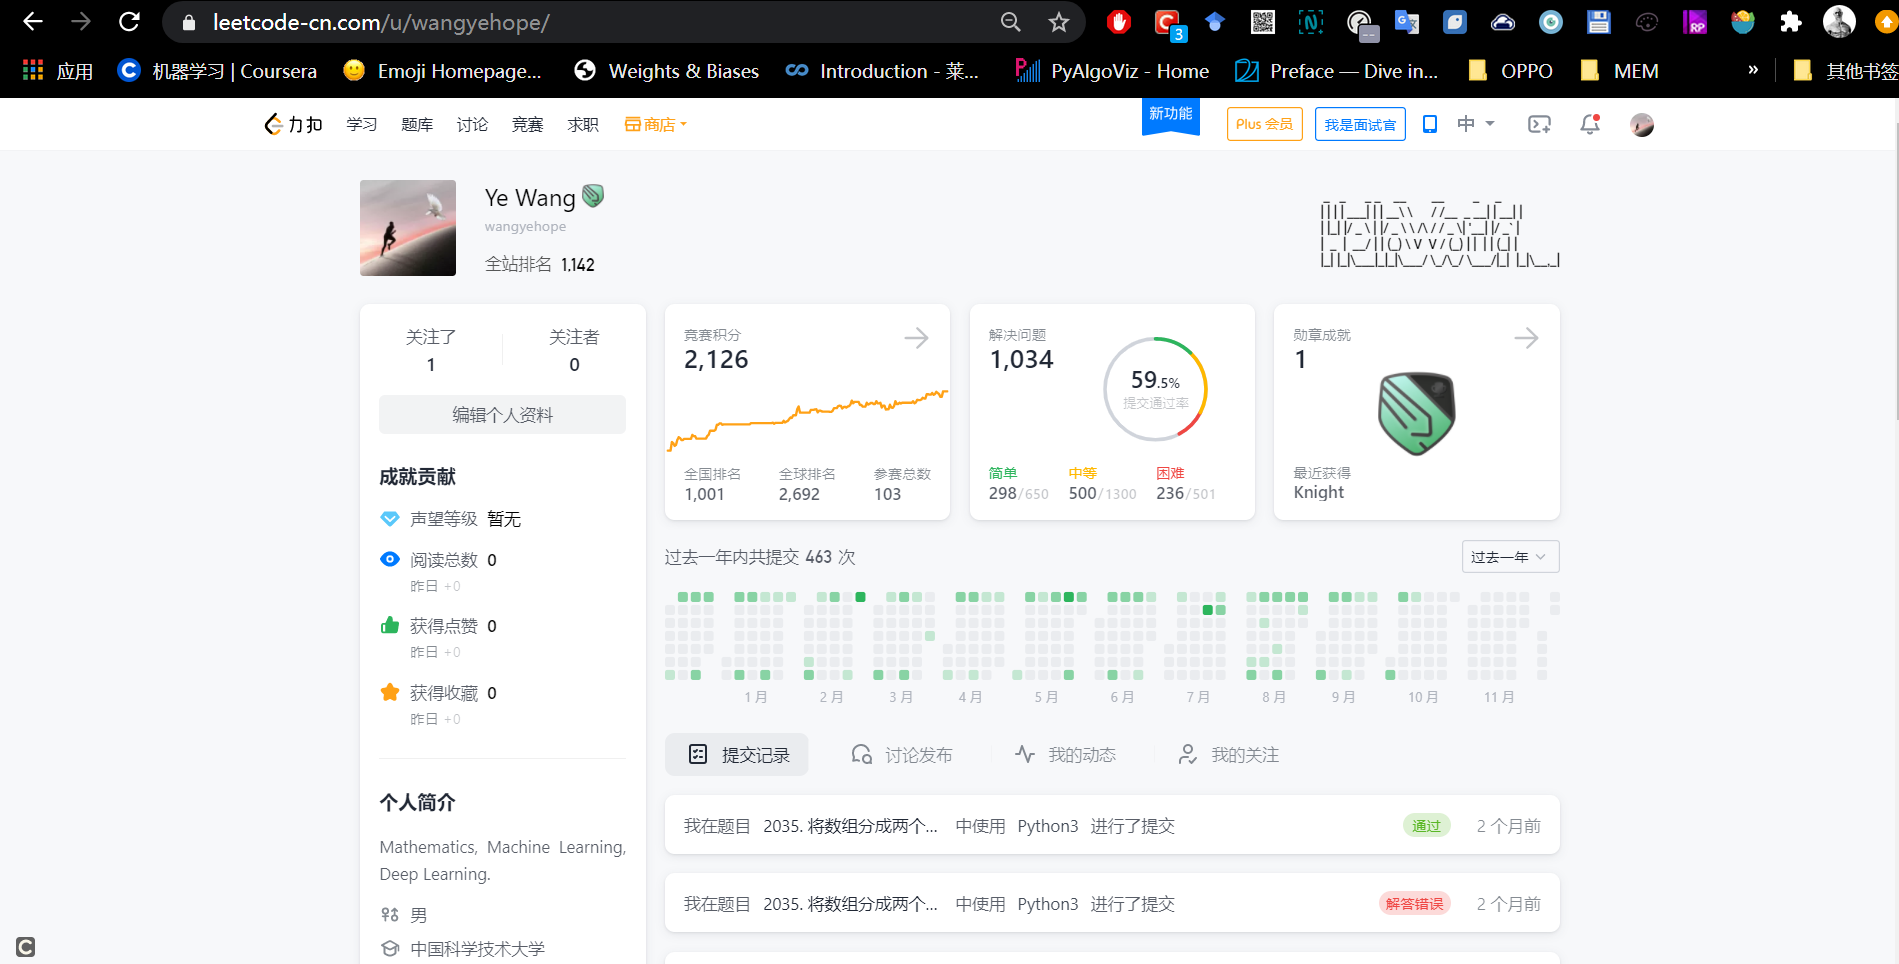 leetcode-cn.com/u/wangyehope/
3
应用
机器学习 | Coursera
Emoji Homepage...
Weights & Biases
Introduction - 莱...
PyAlgoViz - Home
Preface — Dive in...
OPPO
MEM
»
其他书签
力扣
学习
题库
讨论
竞赛
求职
商店
新功能
Plus 会员
我是面试官
中
Ye Wang
wangyehope
全站排名 1,142
关注了
1
关注者
0
编辑个人资料
成就贡献
声望等级 暂无
阅读总数 0
昨日 +0
获得点赞 0
昨日 +0
获得收藏 0
昨日 +0
个人简介
Mathematics, Machine Learning,
Deep Learning.
男
中国科学技术大学
竞赛积分
2,126
全国排名 全球排名 参赛总数
1,001 2,692 103
解决问题
1,034
59.5%
提交通过率
简单 中等 困难
298/650 500/1300 236/501
勋章成就
1
最近获得
Knight
过去一年内共提交 463 次
过去一年
1月 2月 3月 4月 5月 6月 7月 8月 9月 10月 11月
提交记录
讨论发布
我的动态
我的关注
我在题目 2035. 将数组分成两个... 中使用 Python3 进行了提交 通过 2 个月前
我在题目 2035. 将数组分成两个... 中使用 Python3 进行了提交 解答错误 2 个月前